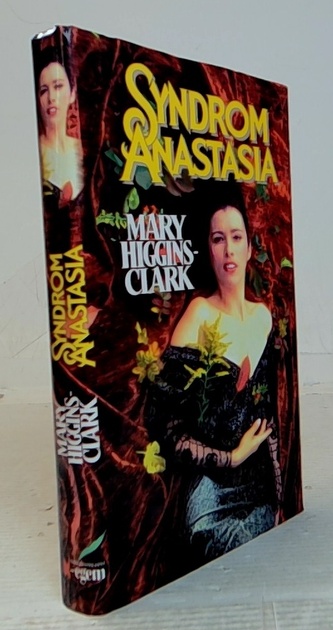 SYNDROM
ANASTASIA
MARY
HIGGINS-
CLARK
SYNDROM
ANASTASIA
MARY
HIGGINS-
CLARK
egem